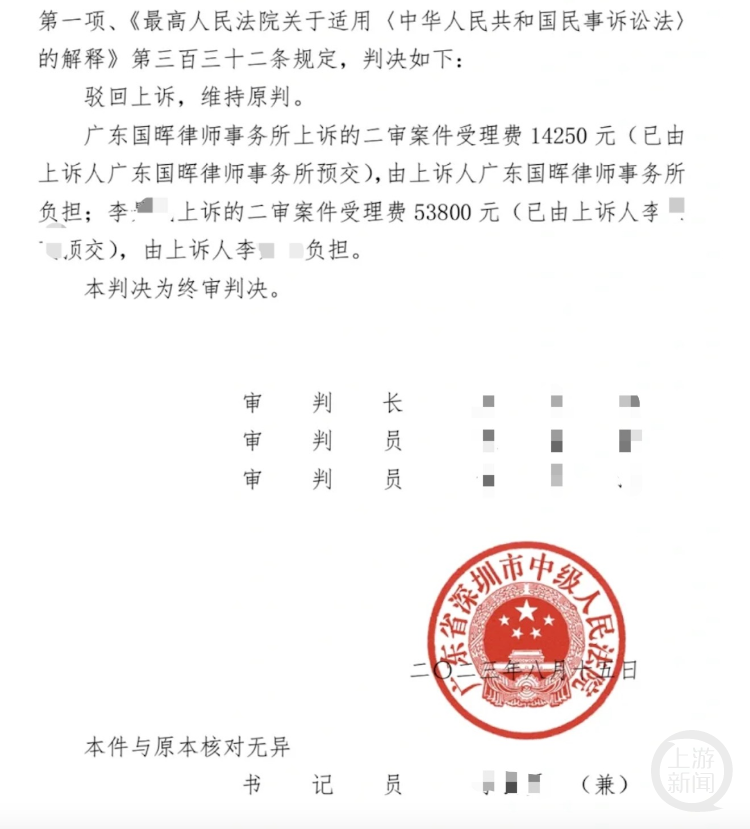 第一项、《最高人民法院关于适用〈中华人民共和国民事诉讼法〉
的解释》第三百三十二条规定，判决如下：
驳回上诉，维持原判。
广东国晖律师事务所上诉的二审案件受理费 14250 元（已由
上诉人广东国晖律师事务所预交），由上诉人广东国晖律师事务所
负担；李 上诉的二审案件受理费 53800 元（已由上诉人李
预交），由上诉人李 负担。
本判决为终审判决。
审 判 长
审 判 员
审 判 员
广东省深圳市中级人民法院
二〇二三年八月十五日
本件与原本核对无异
书 记 员 （兼）
上游新闻